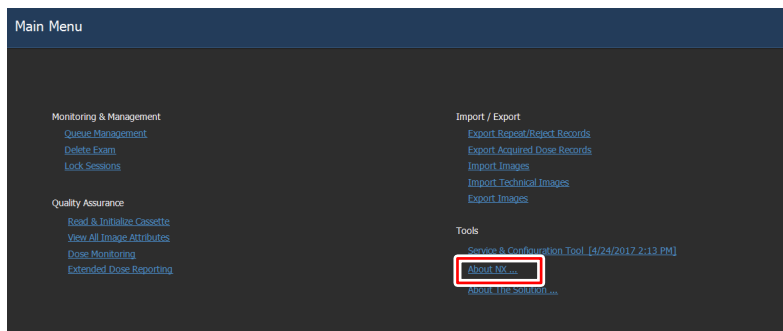 Main Menu
Monitoring & Management
Queue Management
Delete Exam
Lock Sessions
Quality Assurance
Read & Initialize Cassette
View All Image Attributes
Dose Monitoring
Extended Dose Reporting
Import / Export
Export Repeat/Reject Records
Export Acquired Dose Records
Import Images
Import Technical Images
Export Images
Tools
Service & Configuration Tool [4/24/2017 2:13 PM]
About NX ...
About The Solution ...